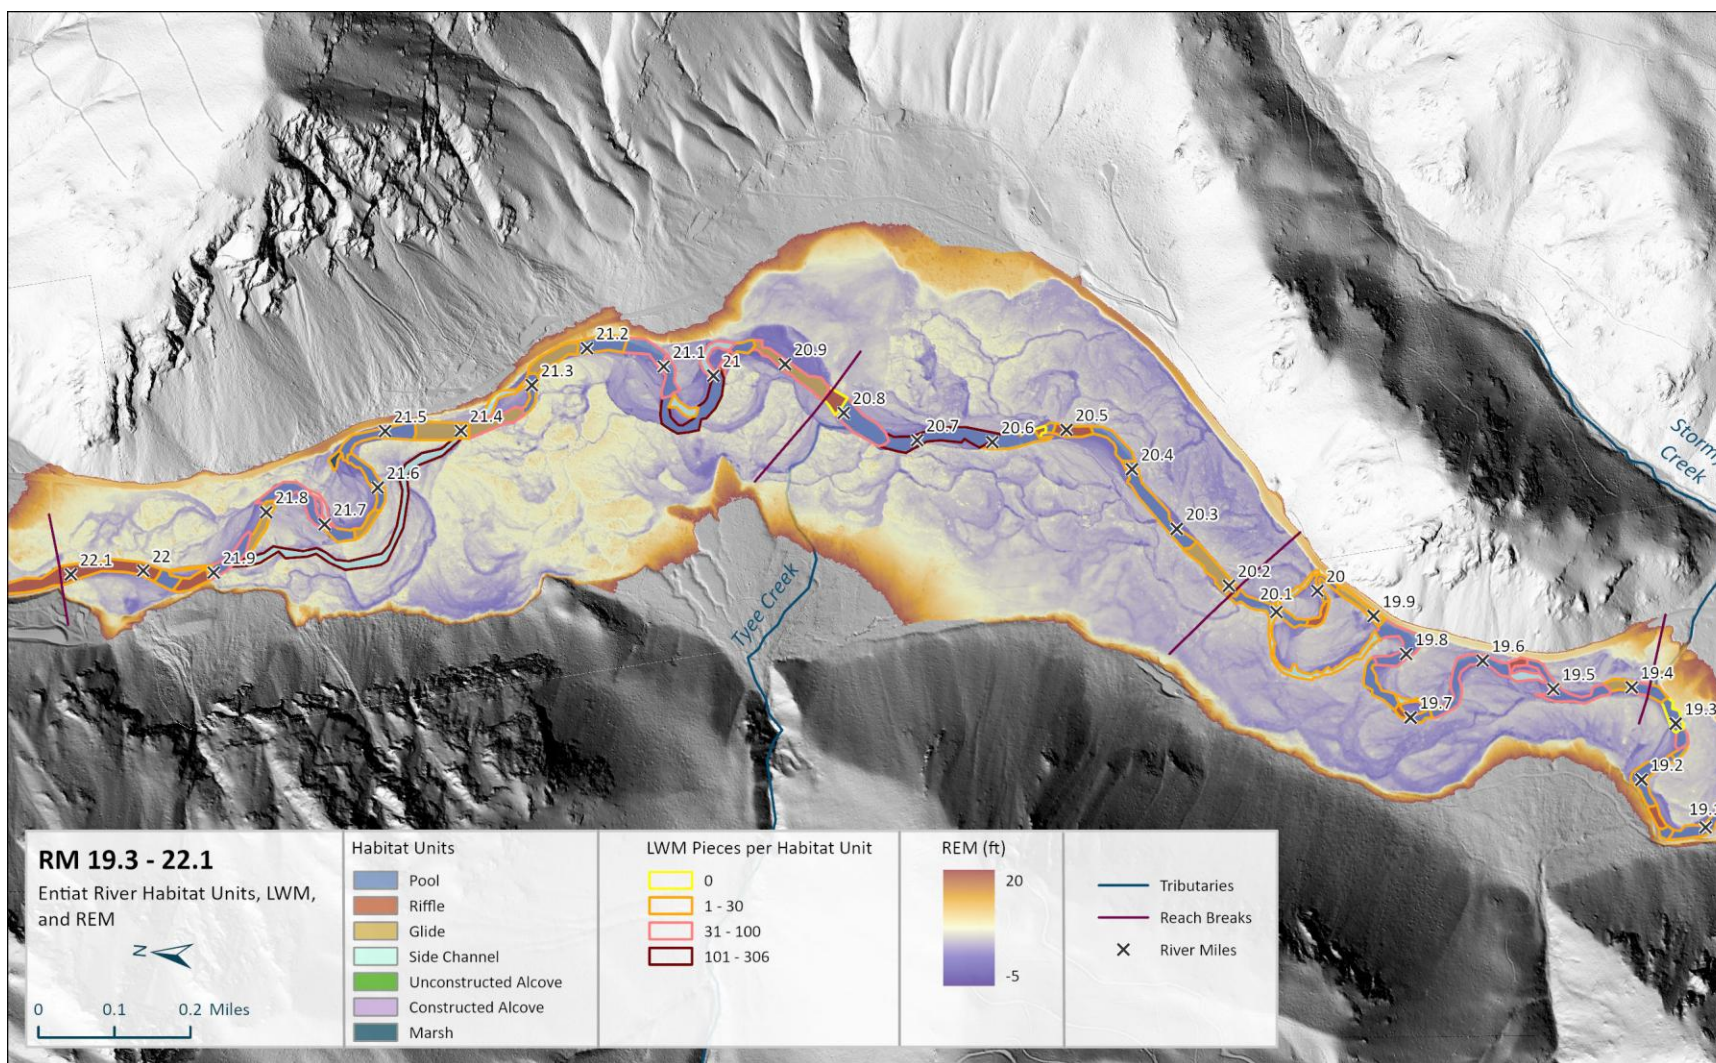 21.2
21.1
21
20.9
21.3
20.8
21.5
21.4
20.7
20.6
20.5
20.4
21.6
21.8
21.7
20.3
22.1
22
21.9
20.2
20.1
20
19.9
19.8
19.6
19.5
19.4
19.7
19.3
19.2
Tyee Creek
Creek
RM 19.3 - 22.1
Entiat River Habitat Units, LWM,
and REM
N
0 0.1 0.2 Miles
Habitat Units
Pool
Riffle
Glide
Side Channel
Unconstructed Alcove
Constructed Alcove
Marsh
LWM Pieces per Habitat Unit
0
1 - 30
31 - 100
101 - 306
REM (ft)
20
-5
Tributaries
Reach Breaks
River Miles